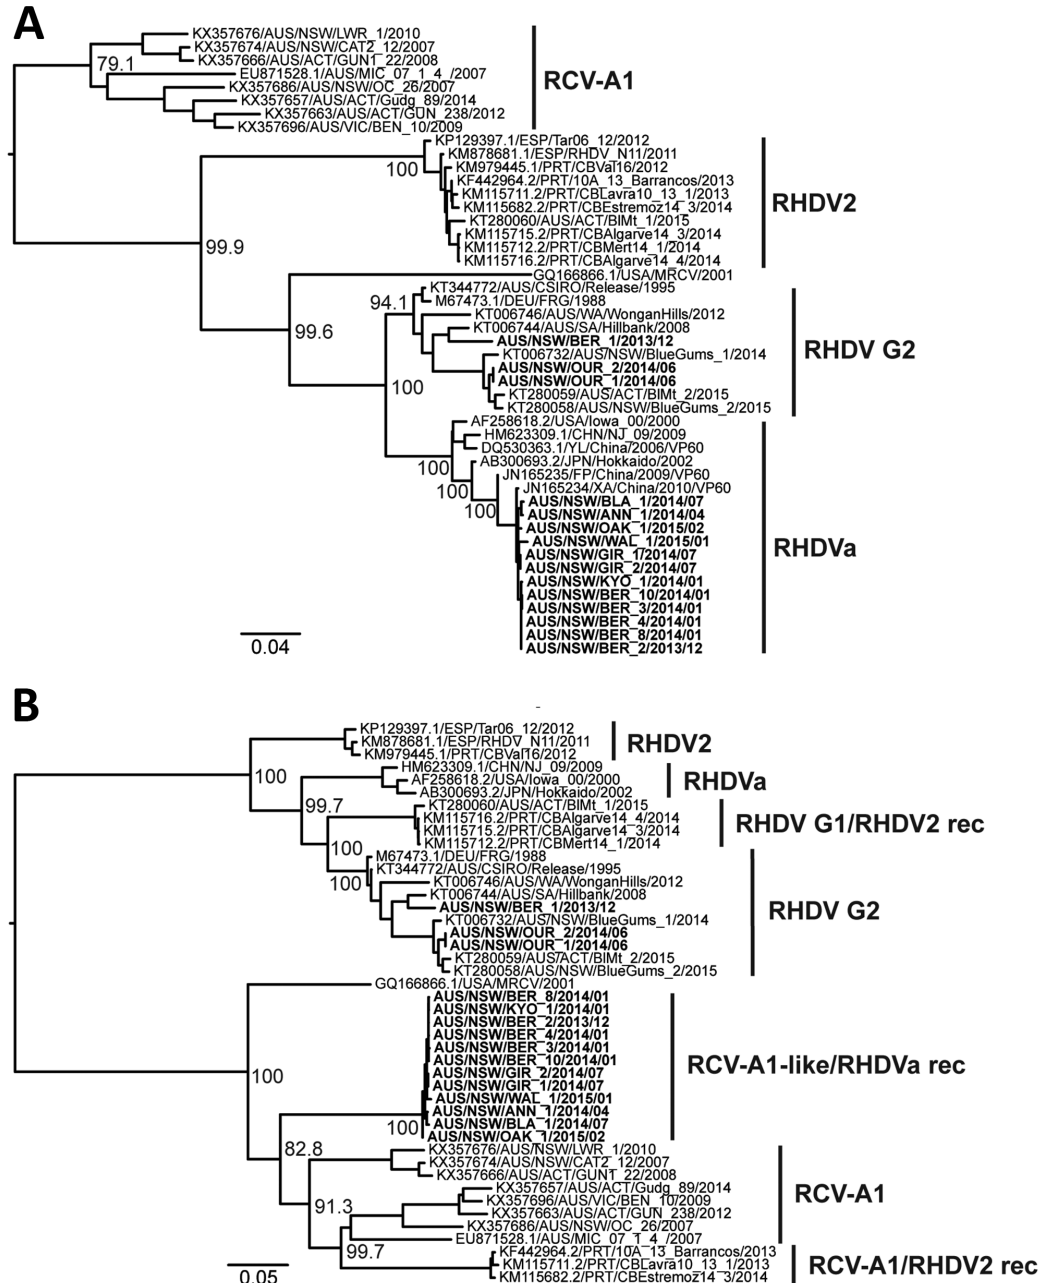 A
KX357676/AUS/NSW/LWR_1/2010
KX357674/AUS/NSW/CAT2_12/2007
KX357666/AUS/ACT/GUN1_22/2008
79.1
EU871528.1/AUS/MIC_07_1_4_/2007
RCV-A1
KX357686/AUS/NSW/OC_26/2007
KX357657/AUS/ACT/Gudg_89/2014
KX357663/AUS/ACT/GUN_238/2012
KX357696/AUS/VIC/BEN_10/2009
KP129397.1/ESP/Tar06_12/2012
KM878681.1/ESP/RHDV_N11/2011
100
KM979445.1/PRT/CBVal16/2012
KF442964.2/PRT/10A_13_Barrancos/2013
KM115711.2/PRT/CBLavra10_13_1/2013
RHDV2
KM115682.2/PRT/CBEstremoz14_3/2014
KT280060/AUS/ACT/BlMt_1/2015
KM115715.2/PRT/CBAlgarve14_3/2014
99.9
KM115712.2/PRT/CBMert14_1/2014
KM115716.2/PRT/CBAlgarve14_4/2014
GQ166866.1/USA/MRCV/2001
KT344772/AUS/CSIRO/Release/1995
94.1
M67473.1/DEU/FRG/1988
KT006746/AUS/WA/WonganHills/2012
KT006744/AUS/SA/Hillbank/2008
99.6
AUS/NSW/BER_1/2013/12
RHDV G2
KT006732/AUS/NSW/BlueGums_1/2014
AUS/NSW/OUR_2/2014/06
AUS/NSW/OUR_1/2014/06
100
KT280059/AUS/ACT/BlMt_2/2015
KT280058/AUS/NSW/BlueGums_2/2015
AF258618.2/USA/Iowa_00/2000
HM623309.1/CHN/NJ_09/2009
DQ530363.1/YL/China/2006/VP60
100
AB300693.2/JPN/Hokkaido/2002
JN165235/FP/China/2009/VP60
100
JN165234/XA/China/2010/VP60
100
AUS/NSW/BLA_1/2014/07
AUS/NSW/ANN_1/2014/04
AUS/NSW/OAK_1/2015/02
AUS/NSW/WAL_1/2015/01
RHDVa
AUS/NSW/GIR_1/2014/07
AUS/NSW/GIR_2/2014/07
AUS/NSW/KYO_1/2014/01
AUS/NSW/BER_10/2014/01
AUS/NSW/BER_3/2014/01
AUS/NSW/BER_4/2014/01
AUS/NSW/BER_8/2014/01
AUS/NSW/BER_2/2013/12
0.04
B
KP129397.1/ESP/Tar06_12/2012
KM878681.1/ESP/RHDV_N11/2011
RHDV2
KM979445.1/PRT/CBVal16/2012
HM623309.1/CHN/NJ_09/2009
100
AF258618.2/USA/Iowa_00/2000
RHDVa
AB300693.2/JPN/Hokkaido/2002
99.7
KT280060/AUS/ACT/BlMt_1/2015
KM115716.2/PRT/CBAlgarve14_4/2014
RHDV G1/RHDV2 rec
KM115715.2/PRT/CBAlgarve14_3/2014
KM115712.2/PRT/CBMert14_1/2014
100
M67473.1/DEU/FRG/1988
KT344772/AUS/CSIRO/Release/1995
100
KT006746/AUS/WA/WonganHills/2012
KT006744/AUS/SA/Hillbank/2008
AUS/NSW/BER_1/2013/12
RHDV G2
KT006732/AUS/NSW/BlueGums_1/2014
AUS/NSW/OUR_2/2014/06
AUS/NSW/OUR_1/2014/06
KT280059/AUS/ACT/BlMt_2/2015
KT280058/AUS/NSW/BlueGums_2/2015
GQ166866.1/USA/MRCV/2001
AUS/NSW/BER_8/2014/01
AUS/NSW/KYO_1/2014/01
AUS/NSW/BER_2/2013/12
AUS/NSW/BER_4/2014/01
AUS/NSW/BER_3/2014/01
AUS/NSW/BER_10/2014/01
RCV-A1-like/RHDVa rec
AUS/NSW/GIR_2/2014/07
100
AUS/NSW/GIR_1/2014/07
AUS/NSW/WAL_1/2015/01
AUS/NSW/ANN_1/2014/04
100
AUS/NSW/BLA_1/2014/07
AUS/NSW/OAK_1/2015/02
82.8
KX357676/AUS/NSW/LWR_1/2010
KX357674/AUS/NSW/CAT2_12/2007
KX357666/AUS/ACT/GUN1_22/2008
KX357657/AUS/ACT/Gudg_89/2014
RCV-A1
KX357696/AUS/VIC/BEN_10/2009
91.3
KX357663/AUS/ACT/GUN_238/2012
KX357686/AUS/NSW/OC_26/2007
EU871528.1/AUS/MIC_07_1_4_/2007
99.7
KF442964.2/PRT/10A_13_Barrancos/2013
KM115711.2/PRT/CBLavra10_13_1/2013
RCV-A1/RHDV2 rec
KM115682.2/PRT/CBEstremoz14_3/2014
0.05